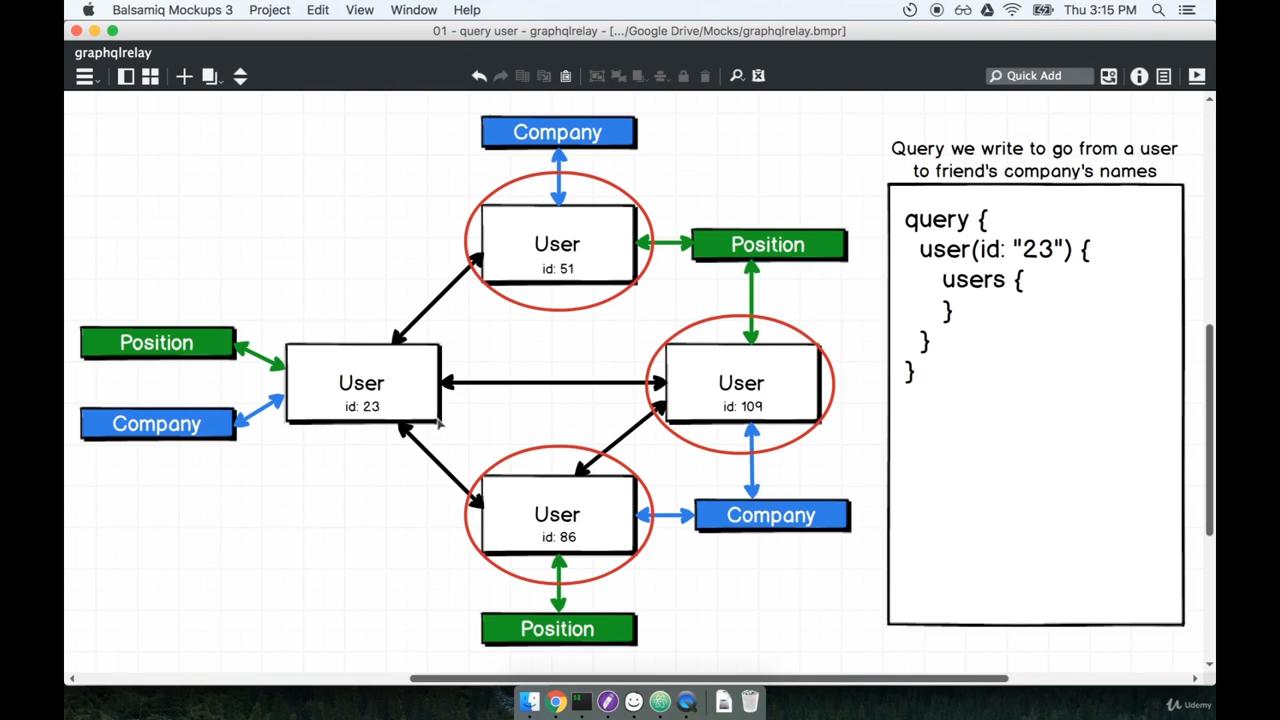 Balsamiq Mockups 3 Project Edit View Window Help Thu 3:15 PM
01 - query user - graphqlrelay - [.../Google Drive/Mocks/graphqlrelay.bmpr]
graphqlrelay
Quick Add
Company
User
id: 51
Position
Position
Company
User
id: 23
User
id: 109
User
id: 86
Company
Position
Query we write to go from a user
to friend's company's names
query {
user(id: "23") {
users {
}
}
}
Udemy